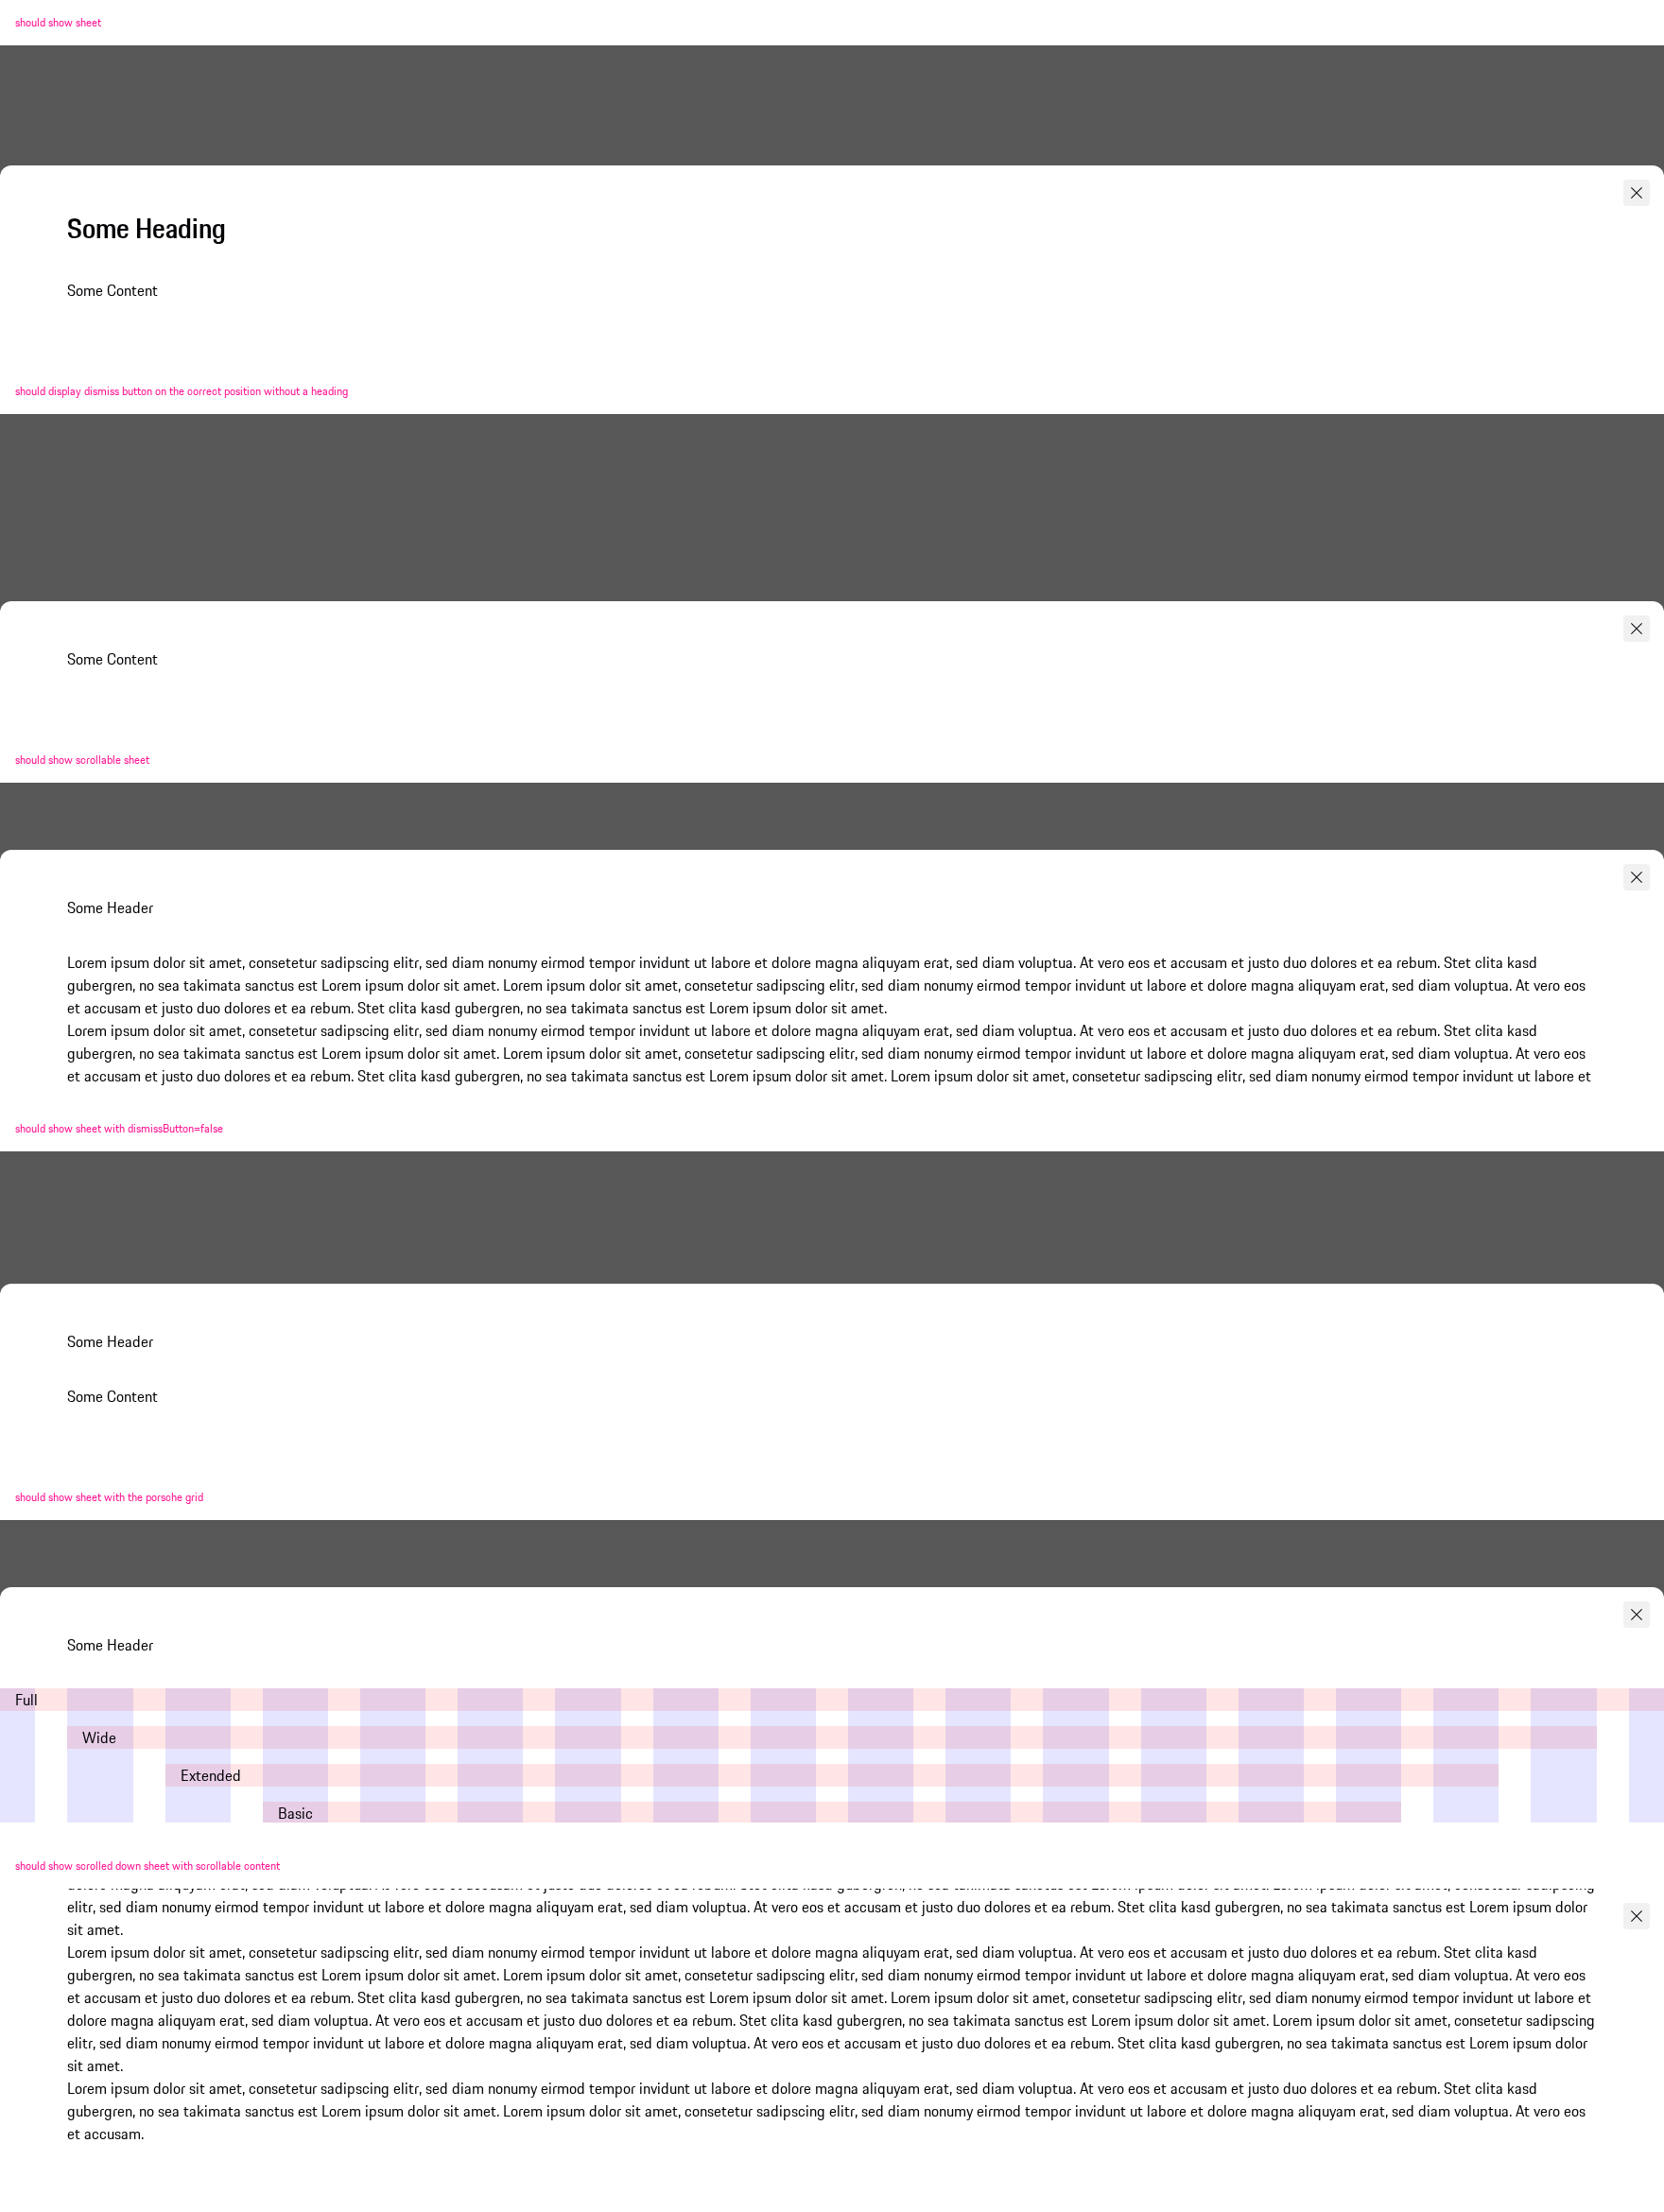 should show sheet
Some Heading
Some Content
should display dismiss button on the correct position without a heading
Some Content
should show scrollable sheet
Some Header
Lorem ipsum dolor sit amet, consetetur sadipscing elitr, sed diam nonumy eirmod tempor invidunt ut labore et dolore magna aliquyam erat, sed diam voluptua. At vero eos et accusam et justo duo dolores et ea rebum. Stet clita kasd
gubergren, no sea takimata sanctus est Lorem ipsum dolor sit amet. Lorem ipsum dolor sit amet, consetetur sadipscing elitr, sed diam nonumy eirmod tempor invidunt ut labore et dolore magna aliquyam erat, sed diam voluptua. At vero eos
et accusam et justo duo dolores et ea rebum. Stet clita kasd gubergren, no sea takimata sanctus est Lorem ipsum dolor sit amet.
Lorem ipsum dolor sit amet, consetetur sadipscing elitr, sed diam nonumy eirmod tempor invidunt ut labore et dolore magna aliquyam erat, sed diam voluptua. At vero eos et accusam et justo duo dolores et ea rebum. Stet clita kasd
gubergren, no sea takimata sanctus est Lorem ipsum dolor sit amet. Lorem ipsum dolor sit amet, consetetur sadipscing elitr, sed diam nonumy eirmod tempor invidunt ut labore et dolore magna aliquyam erat, sed diam voluptua. At vero eos
et accusam et justo duo dolores et ea rebum. Stet clita kasd gubergren, no sea takimata sanctus est Lorem ipsum dolor sit amet. Lorem ipsum dolor sit amet, consetetur sadipscing elitr, sed diam nonumy eirmod tempor invidunt ut labore et
should show sheet with dismissButton=false
Some Header
Some Content
should show sheet with the porsche grid
Some Header
Full
Wide
Extended
Basic
should show scrolled down sheet with scrollable content
elitr, sed diam nonumy eirmod tempor invidunt ut labore et dolore magna aliquyam erat, sed diam voluptua. At vero eos et accusam et justo duo dolores et ea rebum. Stet clita kasd gubergren, no sea takimata sanctus est Lorem ipsum dolor
sit amet.
Lorem ipsum dolor sit amet, consetetur sadipscing elitr, sed diam nonumy eirmod tempor invidunt ut labore et dolore magna aliquyam erat, sed diam voluptua. At vero eos et accusam et justo duo dolores et ea rebum. Stet clita kasd
gubergren, no sea takimata sanctus est Lorem ipsum dolor sit amet. Lorem ipsum dolor sit amet, consetetur sadipscing elitr, sed diam nonumy eirmod tempor invidunt ut labore et dolore magna aliquyam erat, sed diam voluptua. At vero eos
et accusam et justo duo dolores et ea rebum. Stet clita kasd gubergren, no sea takimata sanctus est Lorem ipsum dolor sit amet. Lorem ipsum dolor sit amet, consetetur sadipscing elitr, sed diam nonumy eirmod tempor invidunt ut labore et
dolore magna aliquyam erat, sed diam voluptua. At vero eos et accusam et justo duo dolores et ea rebum. Stet clita kasd gubergren, no sea takimata sanctus est Lorem ipsum dolor sit amet. Lorem ipsum dolor sit amet, consetetur sadipscing
elitr, sed diam nonumy eirmod tempor invidunt ut labore et dolore magna aliquyam erat, sed diam voluptua. At vero eos et accusam et justo duo dolores et ea rebum. Stet clita kasd gubergren, no sea takimata sanctus est Lorem ipsum dolor
sit amet.
Lorem ipsum dolor sit amet, consetetur sadipscing elitr, sed diam nonumy eirmod tempor invidunt ut labore et dolore magna aliquyam erat, sed diam voluptua. At vero eos et accusam et justo duo dolores et ea rebum. Stet clita kasd
gubergren, no sea takimata sanctus est Lorem ipsum dolor sit amet. Lorem ipsum dolor sit amet, consetetur sadipscing elitr, sed diam nonumy eirmod tempor invidunt ut labore et dolore magna aliquyam erat, sed diam voluptua. At vero eos
et accusam.